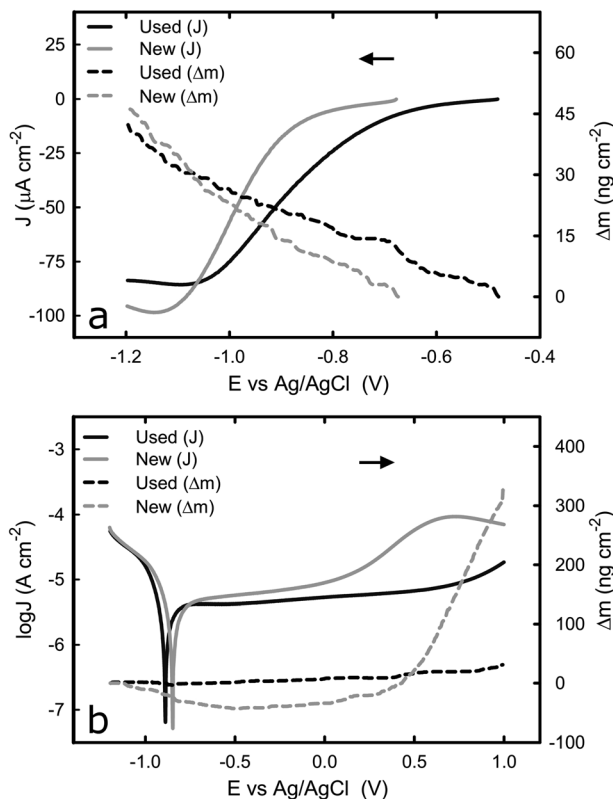 Used (J)
New (J)
Used (Δm)
New (Δm)
25
0
-25
-50
-75
-100
J (μA cm⁻²)
60
45
30
15
0
Δm (ng cm⁻²)
a
-1.2
-1.0
-0.8
-0.6
-0.4
E vs Ag/AgCl (V)
Used (J)
New (J)
Used (Δm)
New (Δm)
-3
-4
-5
-6
-7
logJ (A cm⁻²)
400
300
200
100
0
-100
Δm (ng cm⁻²)
b
-1.0
-0.5
0.0
0.5
1.0
E vs Ag/AgCl (V)